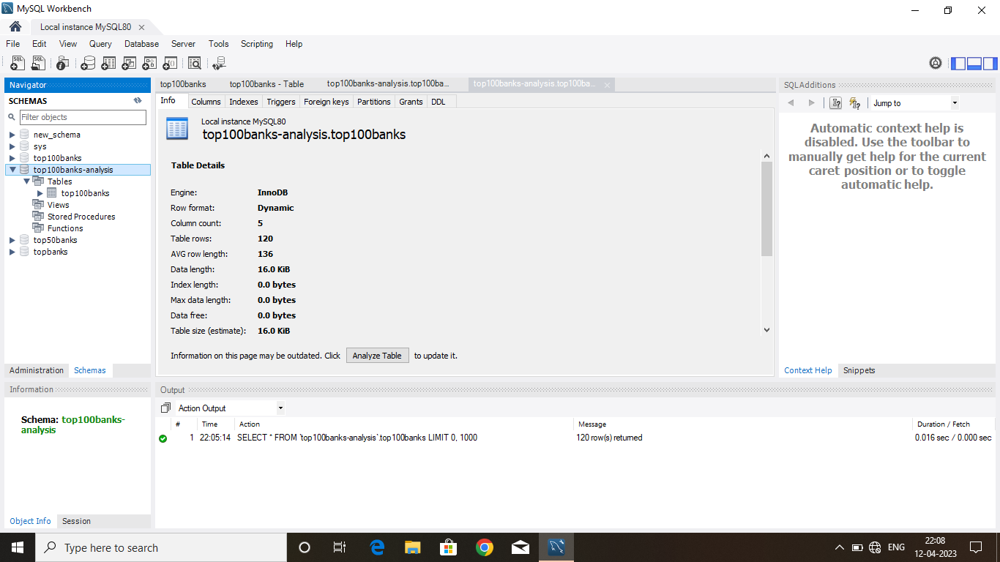 MySQL Workbench
Local instance MySQL80
File Edit View Query Database Server Tools Scripting Help
Navigator
SCHEMAS
Filter objects
new_schema
sys
top100banks
top100banks-analysis
Tables
top100banks
Views
Stored Procedures
Functions
top50banks
topbanks
Administration Schemas
Information
Schema: top100banks-
analysis
Object Info Session
top100banks top100banks - Table top100banks-analysis.top100ba... top100banks-analysis.top100ba...
Info Columns Indexes Triggers Foreign keys Partitions Grants DDL
Local instance MySQL80
top100banks-analysis.top100banks
Table Details
Engine: InnoDB
Row format: Dynamic
Column count: 5
Table rows: 120
AVG row length: 136
Data length: 16.0 KiB
Index length: 0.0 bytes
Max data length: 0.0 bytes
Data free: 0.0 bytes
Table size (estimate): 16.0 KiB
Information on this page may be outdated. Click Analyze Table to update it.
SQLAdditions
Jump to
Automatic context help is
disabled. Use the toolbar to
manually get help for the current
caret position or to toggle
automatic help.
Context Help Snippets
Output
Action Output
# Time Action Message Duration / Fetch
1 22:05:14 SELECT * FROM `top100banks-analysis`.top100banks LIMIT 0, 1000 120 row(s) returned 0.016 sec / 0.000 sec
Type here to search
ENG
22:08
12-04-2023